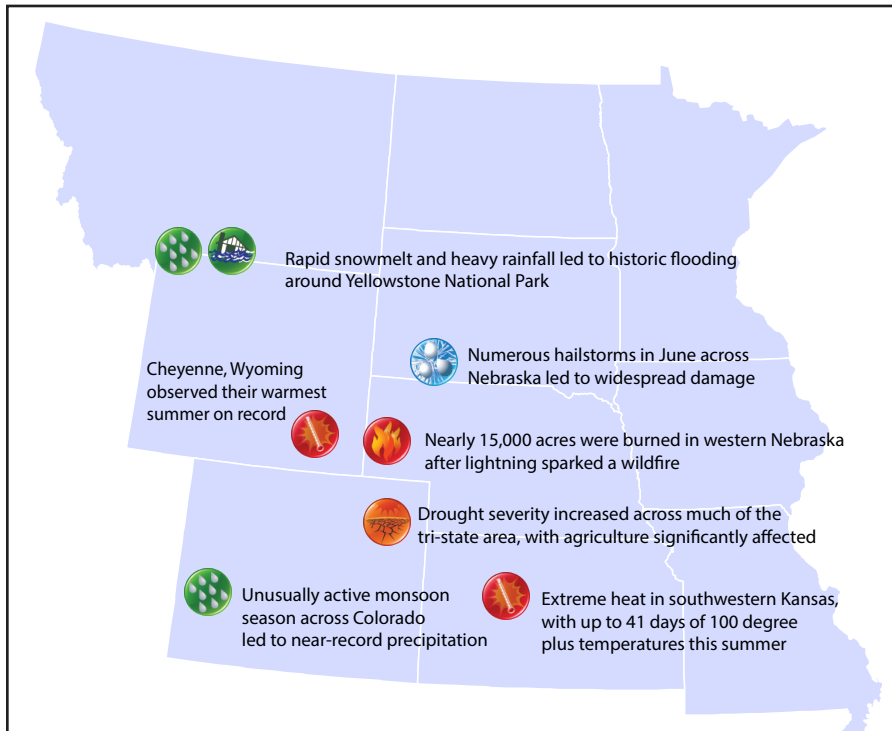 Rapid snowmelt and heavy rainfall led to historic flooding
around Yellowstone National Park
Numerous hailstorms in June across
Nebraska led to widespread damage
Cheyenne, Wyoming
observed their warmest
summer on record
Nearly 15,000 acres were burned in western Nebraska
after lightning sparked a wildfire
Drought severity increased across much of the
tri-state area, with agriculture significantly affected
Unusually active monsoon
season across Colorado
led to near-record precipitation
Extreme heat in southwestern Kansas,
with up to 41 days of 100 degree
plus temperatures this summer